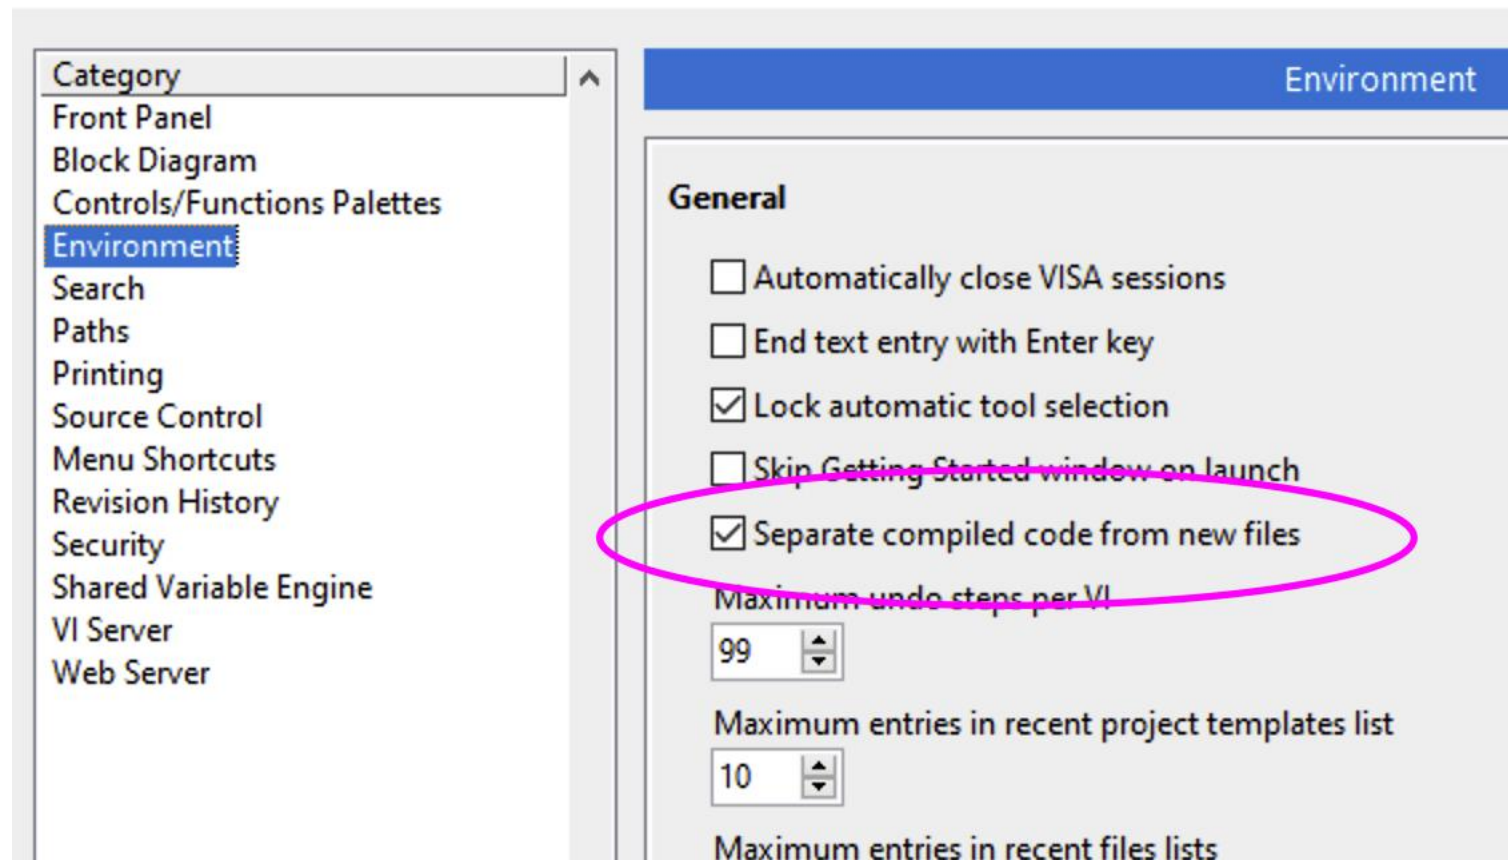 Category
Front Panel
Block Diagram
Controls/Functions Palettes
Environment
Search
Paths
Printing
Source Control
Menu Shortcuts
Revision History
Security
Shared Variable Engine
VI Server
Web Server
Environment
General
Automatically close VISA sessions
End text entry with Enter key
Lock automatic tool selection
Skip Getting Started window on launch
Separate compiled code from new files
Maximum undo steps per VI
99
Maximum entries in recent project templates list
10
Maximum entries in recent files lists